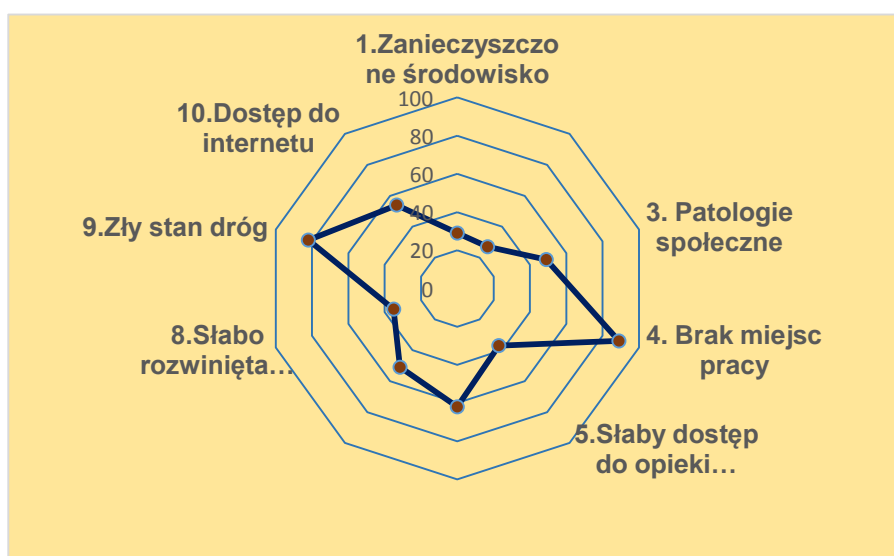 1.Zanieczyszczo
ne środowisko
3. Patologie
społeczne
4. Brak miejsc
pracy
5.Słaby dostęp
do opieki…
8.Słabo
rozwinięta…
9.Zły stan dróg
10.Dostęp do
internetu
100
80
60
40
20
0